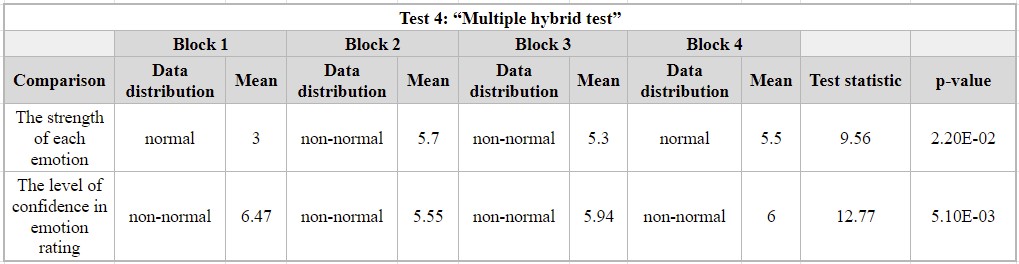 Test 4: “Multiple hybrid test”
Block 1 Block 2 Block 3 Block 4
Comparison Data distribution Mean Data distribution Mean Data distribution Mean Data distribution Mean Test statistic p-value
The strength of each emotion normal 3 non-normal 5.7 non-normal 5.3 normal 5.5 9.56 2.20E-02
The level of confidence in emotion rating non-normal 6.47 non-normal 5.55 non-normal 5.94 non-normal 6 12.77 5.10E-03